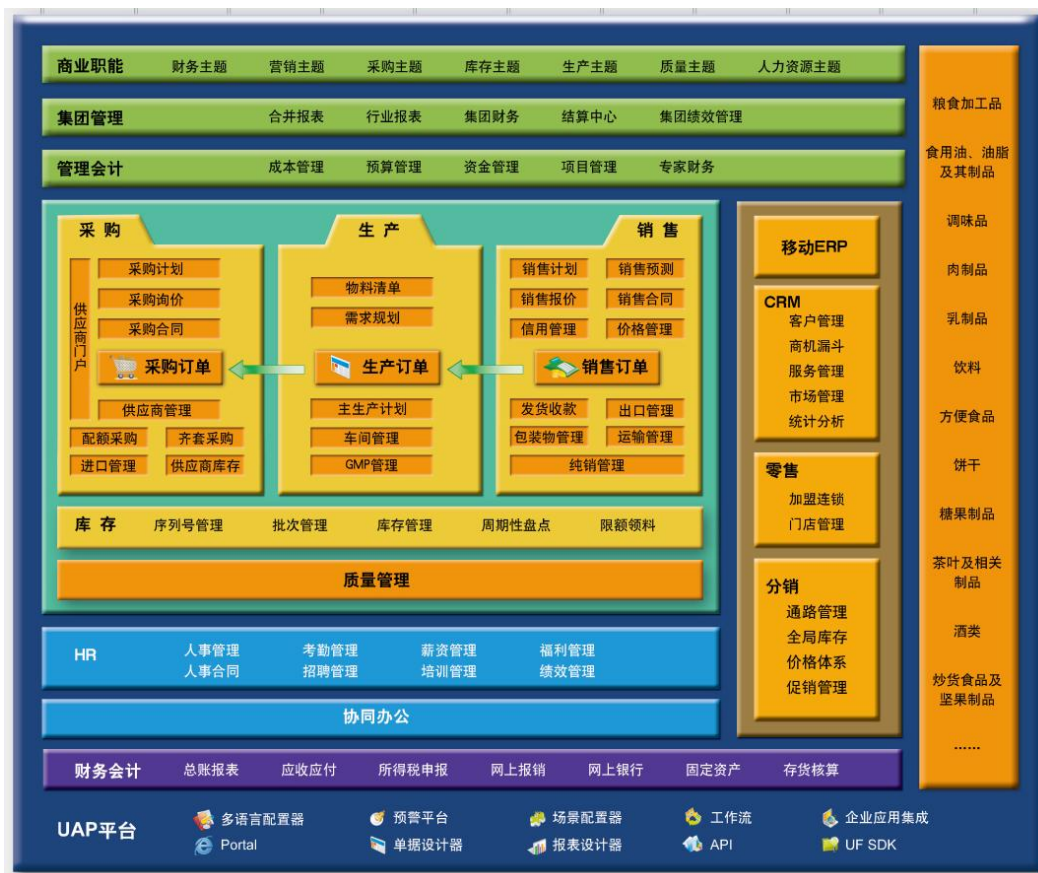 商业职能 财务主题 营销主题 采购主题 库存主题 生产主题 质量主题 人力资源主题
集团管理 合并报表 行业报表 集团财务 结算中心 集团绩效管理
管理会计 成本管理 预算管理 资金管理 项目管理 专家财务
采购
供应商门户
采购计划
采购询价
采购合同
采购订单
供应商管理
配额采购 齐套采购
进口管理 供应商库存
生产
物料清单
需求规划
生产订单
主生产计划
车间管理
GMP管理
销售
销售计划 销售预测
销售报价 销售合同
信用管理 价格管理
销售订单
发货收款 出口管理
包装物管理 运输管理
纯销管理
库存 序列号管理 批次管理 库存管理 周期性盘点 限额领料
质量管理
移动ERP
CRM
客户管理
商机漏斗
服务管理
市场管理
统计分析
零售
加盟连锁
门店管理
分销
通路管理
全局库存
价格体系
促销管理
HR
人事管理 考勤管理 薪资管理 福利管理
人事合同 招聘管理 培训管理 绩效管理
协同办公
财务会计 总账报表 应收应付 所得税申报 网上报销 网上银行 固定资产 存货核算
UAP平台
多语言配置器 预警平台 场景配置器 工作流 企业应用集成
Portal 单据设计器 报表设计器 API UF SDK
粮食加工品
食用油、油脂
及其制品
调味品
肉制品
乳制品
饮料
方便食品
饼干
糖果制品
茶叶及相关
制品
酒类
炒货食品及
坚果制品
……